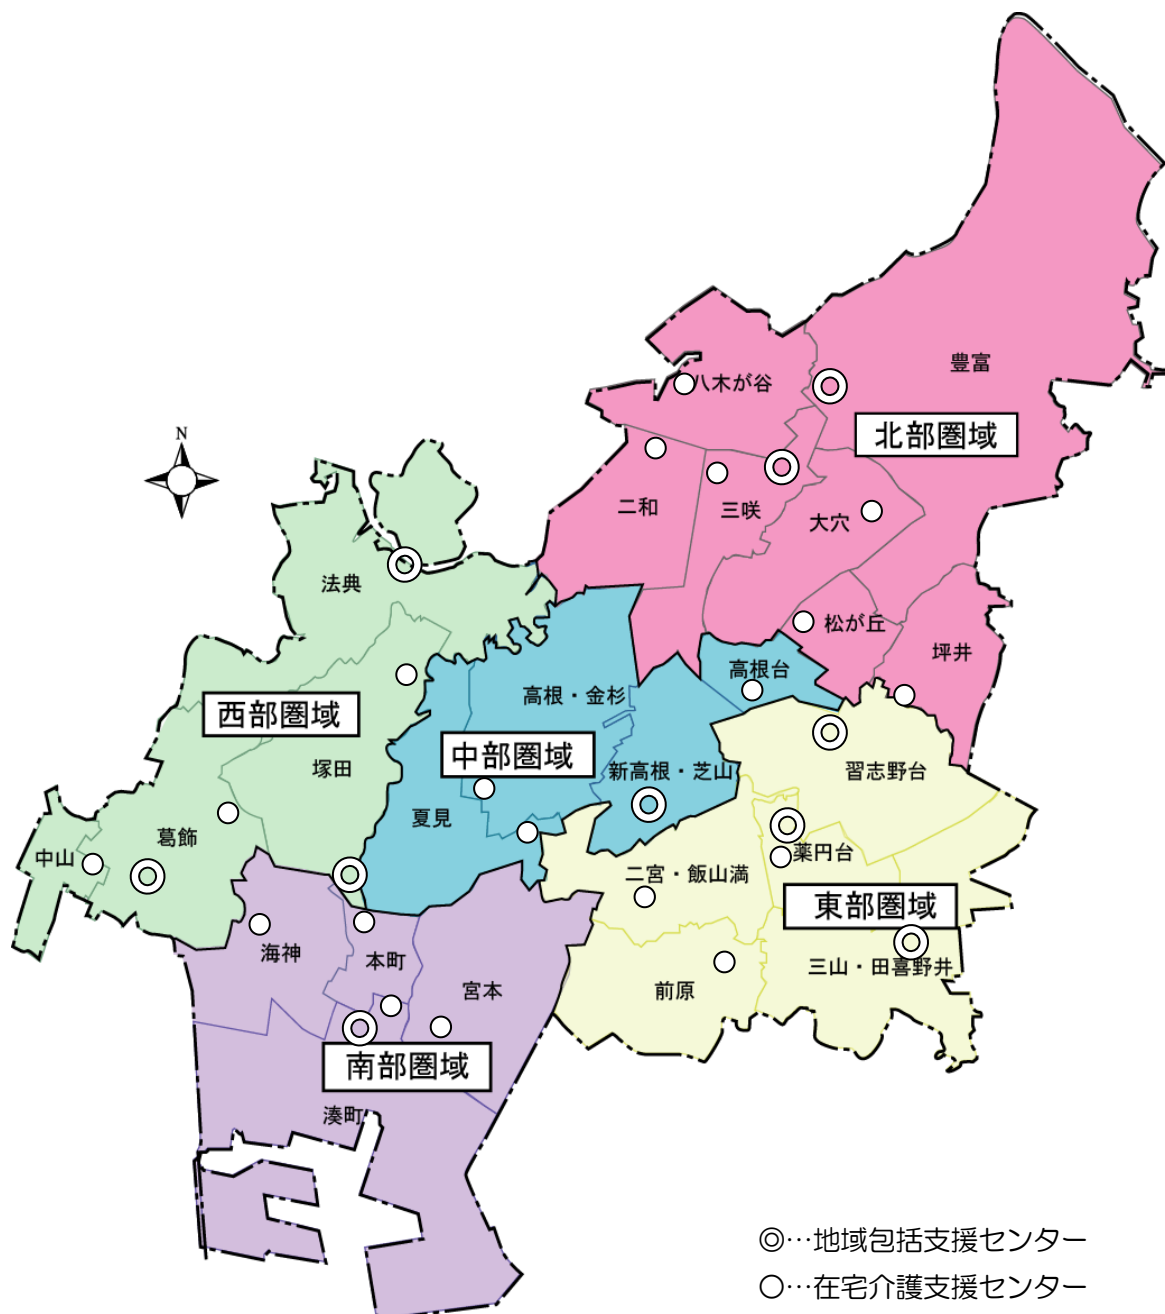 豊富
八木が谷
北部圏域
N
二和
三咲
大穴
法典
松が丘
坪井
高根台
高根・金杉
西部圏域
中部圏域
塚田
新高根・芝山
習志野台
夏見
葛飾
中山
薬円台
二宮・飯山満
東部圏域
海神
本町
宮本
前原
三山・田喜野井
南部圏域
湊町
◎…地域包括支援センター
○…在宅介護支援センター